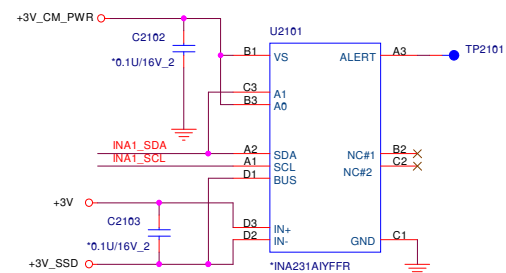 +3V_CM_PWR
U2101
C2102
*0.1U/16V_2
B1 VS
ALERT A3
TP2101
C3 A1
B3 A0
INA1_SDA
A2 SDA
INA1_SCL
A1 SCL
D1 BUS
NC#1 B2
NC#2 C2
+3V
C2103
*0.1U/16V_2
D3 IN+
D2 IN-
GND C1
+3V_SSD
*INA231AIYFFR